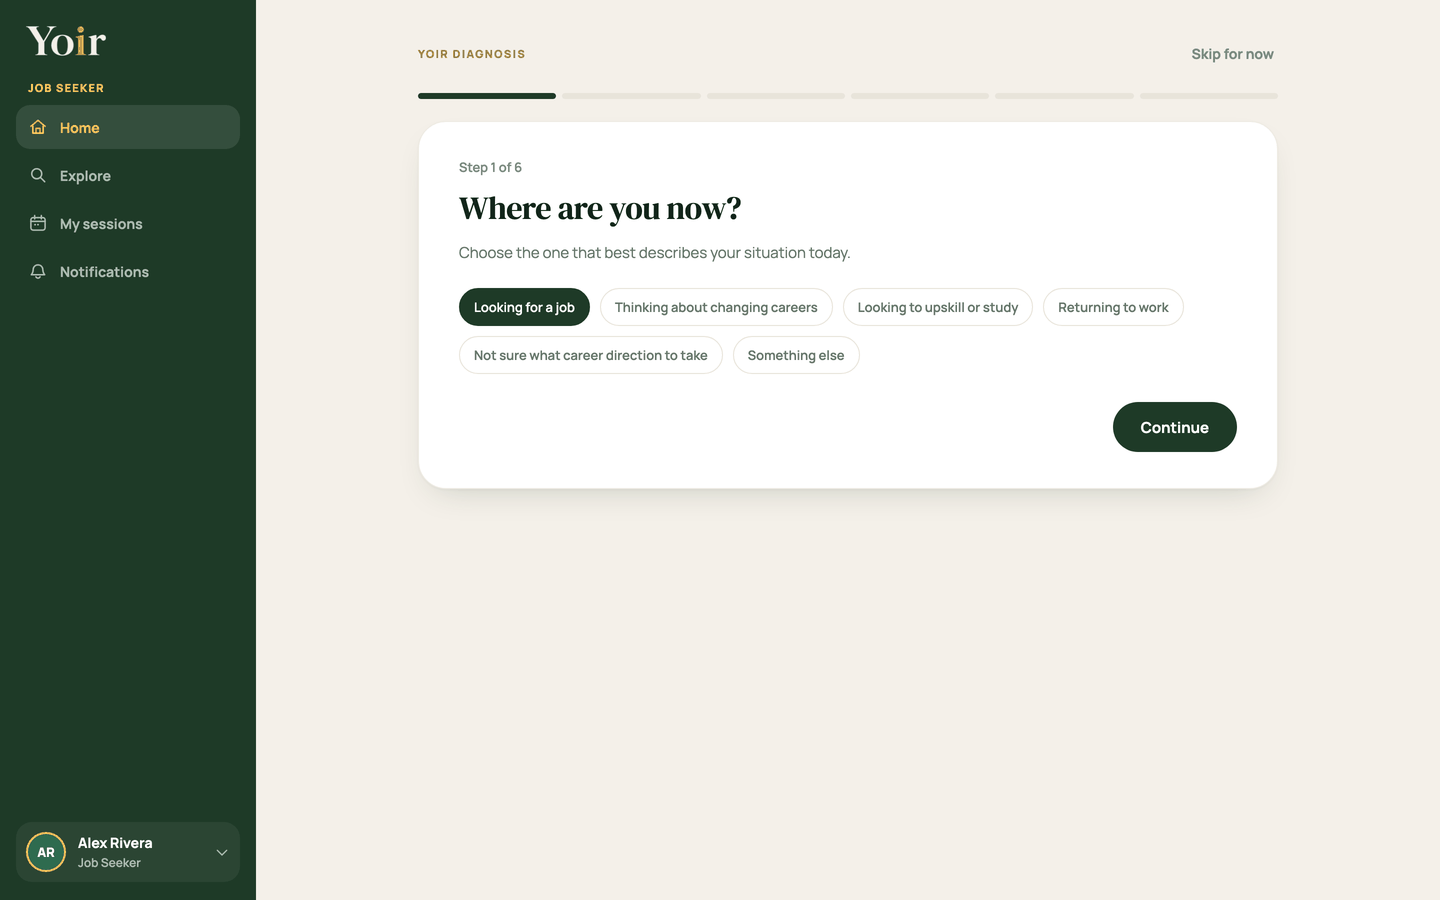 Yoir
JOB SEEKER
Home
Explore
My sessions
Notifications
AR
Alex Rivera
Job Seeker
YOIR DIAGNOSIS
Skip for now
Step 1 of 6
Where are you now?
Choose the one that best describes your situation today.
Looking for a job
Thinking about changing careers
Looking to upskill or study
Returning to work
Not sure what career direction to take
Something else
Continue